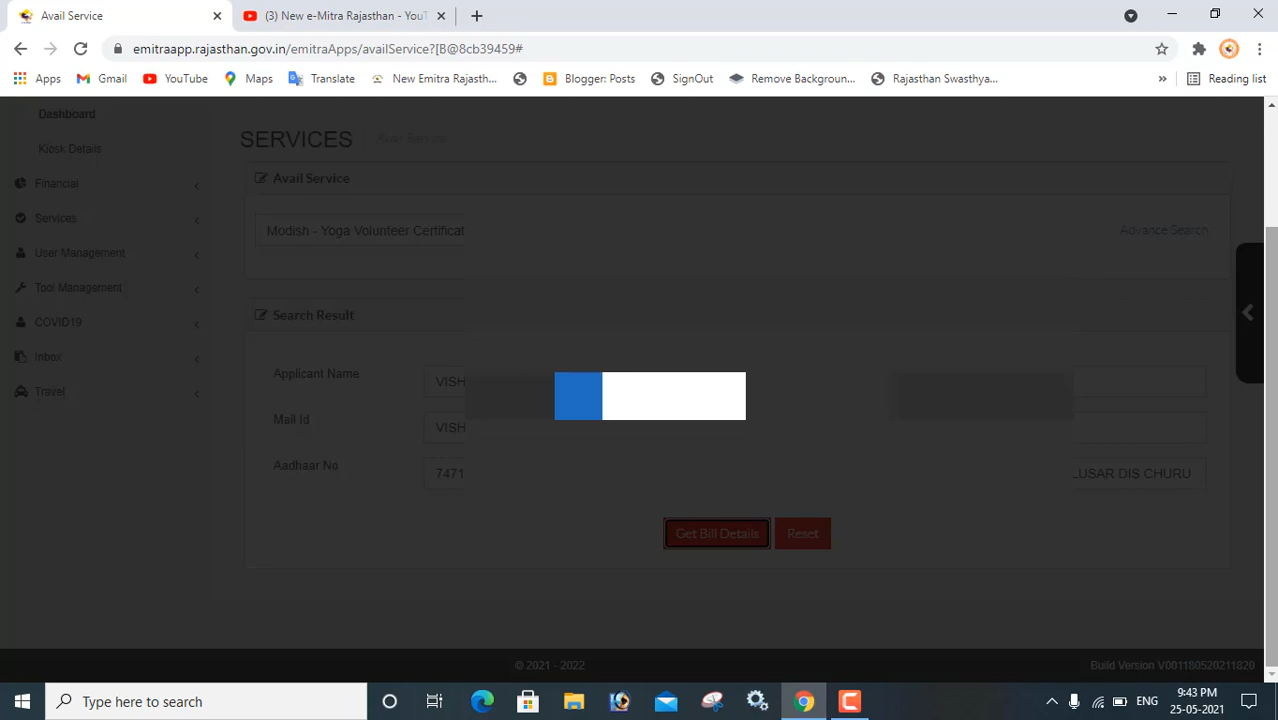 Avail Service
(3) New e-Mitra Rajasthan - YouT
emitraapp.rajasthan.gov.in/emitraApps/availService?[B@8cb39459#
Apps Gmail YouTube Maps Translate New Emitra Rajasth... Blogger: Posts SignOut Remove Backgroun... Rajasthan Swasthya... » Reading list
Dashboard
Kiosk Details
Financial
Services
User Management
Tool Management
COVID19
Inbox
Travel
SERVICES Avail Service
Avail Service
Modish - Yoga Volunteer Certificat
Advance Search
Search Result
Applicant Name VISH
Mail Id VISH
Aadhaar No 7471
LUSAR DIS CHURU
Get Bill Details Reset
© 2021 - 2022 Build Version V001180520211820
Type here to search
ENG
9:43 PM
25-05-2021